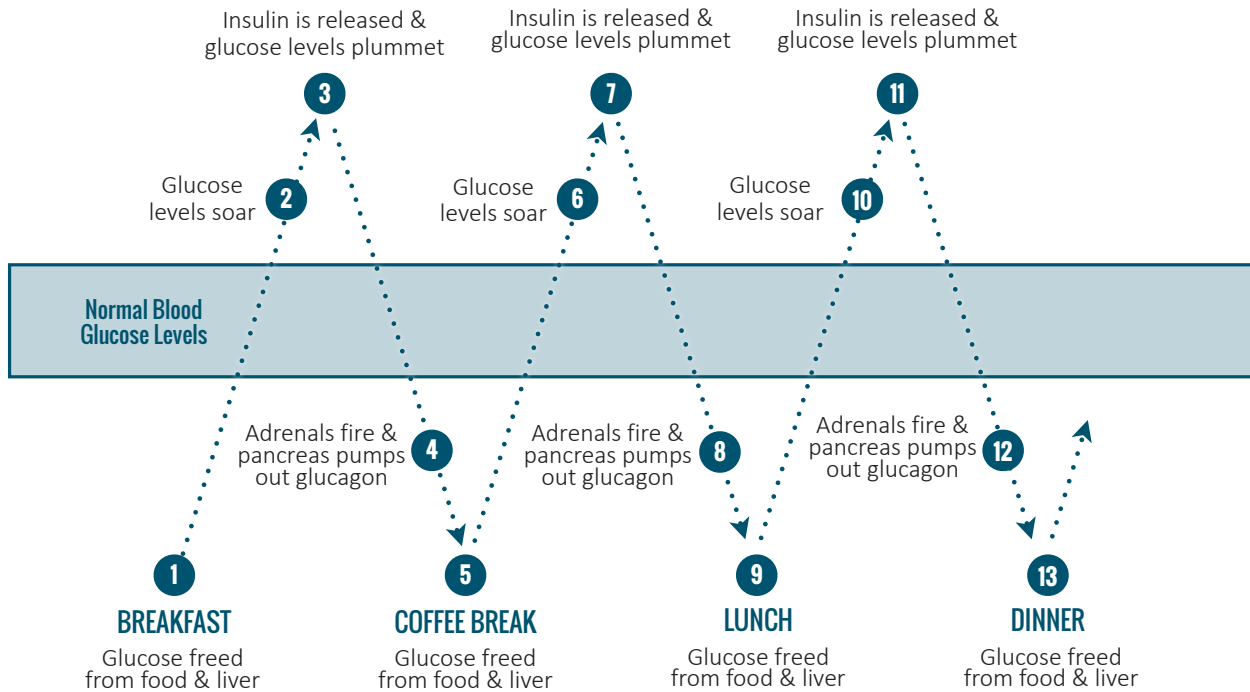 Insulin is released &
glucose levels plummet
Insulin is released &
glucose levels plummet
Insulin is released &
glucose levels plummet
3
7
11
Glucose
levels soar
2
Glucose
levels soar
6
Glucose
levels soar
10
Normal Blood
Glucose Levels
Adrenals fire &
pancreas pumps
out glucagon
4
Adrenals fire &
pancreas pumps
out glucagon
8
Adrenals fire &
pancreas pumps
out glucagon
12
1
BREAKFAST
Glucose freed
from food & liver
5
COFFEE BREAK
Glucose freed
from food & liver
9
LUNCH
Glucose freed
from food & liver
13
DINNER
Glucose freed
from food & liver